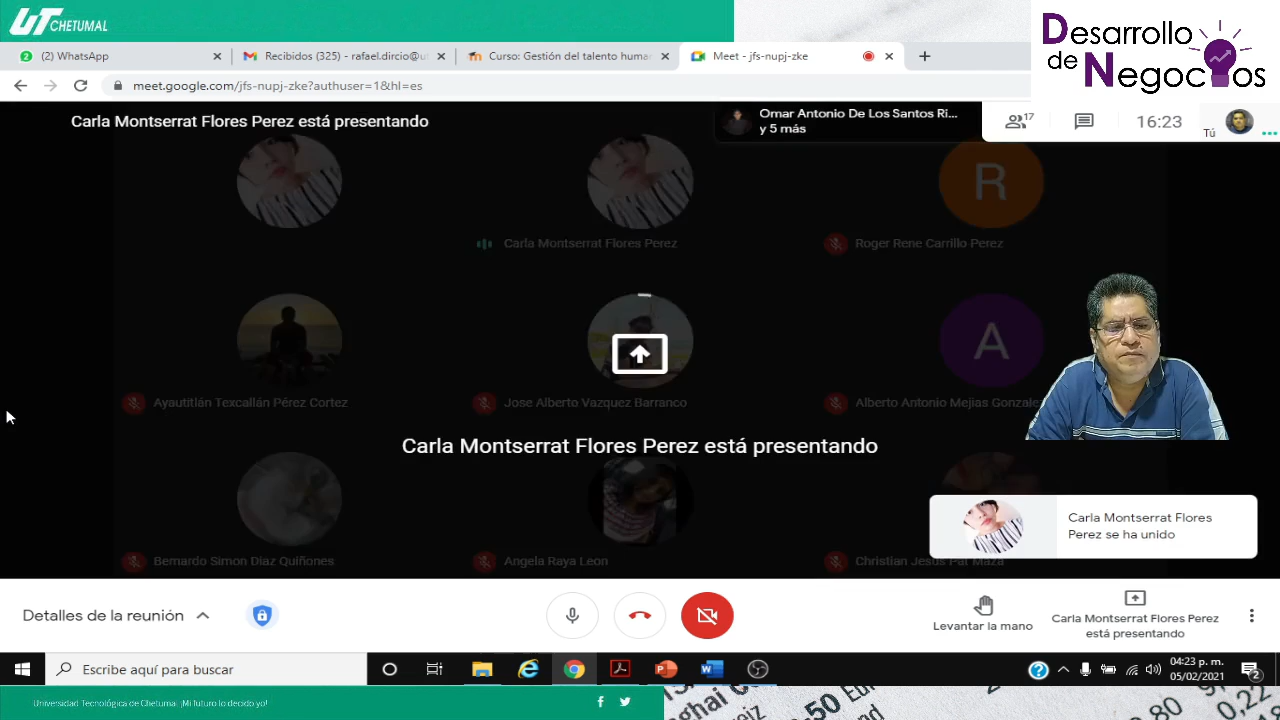 UT CHETUMAL
Desarrollo
de Negocios
(2) WhatsApp
Recibidos (325) - rafael.dircio@ut
Curso: Gestión del talento huma
Meet - jfs-nupj-zke
meet.google.com/jfs-nupj-zke?authuser=1&hl=es
Carla Montserrat Flores Perez está presentando
Omar Antonio De Los Santos Ri...
y 5 más
17
16:23
Tú
R
Carla Montserrat Flores Perez
Roger Rene Carrillo Perez
A
Ayautitlán Texcallán Pérez Cortez
Jose Alberto Vazquez Barranco
Alberto Antonio Mejias Gonzalez
Carla Montserrat Flores Perez está presentando
Carla Montserrat Flores
Perez se ha unido
Bernardo Simon Diaz Quiñones
Angela Raya Leon
Christian Jesus Pat Maza
Detalles de la reunión
Levantar la mano
Carla Montserrat Flores Perez
está presentando
Escribe aquí para buscar
04:23 p. m.
05/02/2021
2
Universidad Tecnológica de Chetumal ¡Mi futuro lo decido yo!